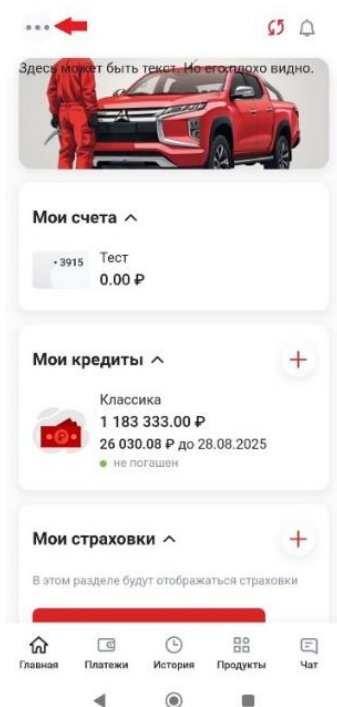 Здесь может быть текст. Но его плохо видно.
Мои счета
• 3915
Тест
0.00 ₽
Мои кредиты
Классика
1 183 333.00 ₽
26 030.08 ₽ до 28.08.2025
не погашен
Мои страховки
В этом разделе будут отображаться страховки
Главная Платежи История Продукты Чат